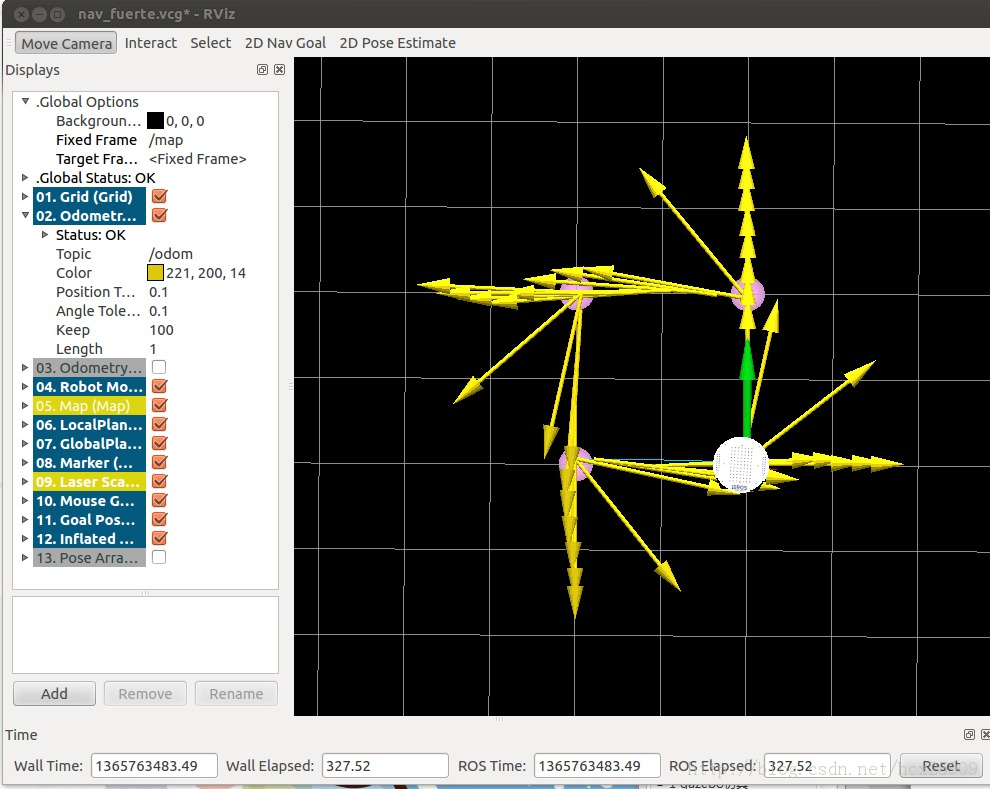 nav_fuerte.vcg* - RViz
Move Camera Interact Select 2D Nav Goal 2D Pose Estimate
Displays
.Global Options
Backgroun... 0, 0, 0
Fixed Frame /map
Target Fra... <Fixed Frame>
.Global Status: OK
01. Grid (Grid)
02. Odometr...
Status: OK
Topic /odom
Color 221, 200, 14
Position T... 0.1
Angle Tole... 0.1
Keep 100
Length 1
03. Odometry...
04. Robot Mo...
05. Map (Map)
06. LocalPlan...
07. GlobalPla...
08. Marker (...
09. Laser Sca...
10. Mouse G...
11. Goal Pos...
12. Inflated ...
13. Pose Arra...
Add Remove Rename
Time
Wall Time: 1365763483.49 Wall Elapsed: 327.52 ROS Time: 1365763483.49 ROS Elapsed: 327.52 Reset